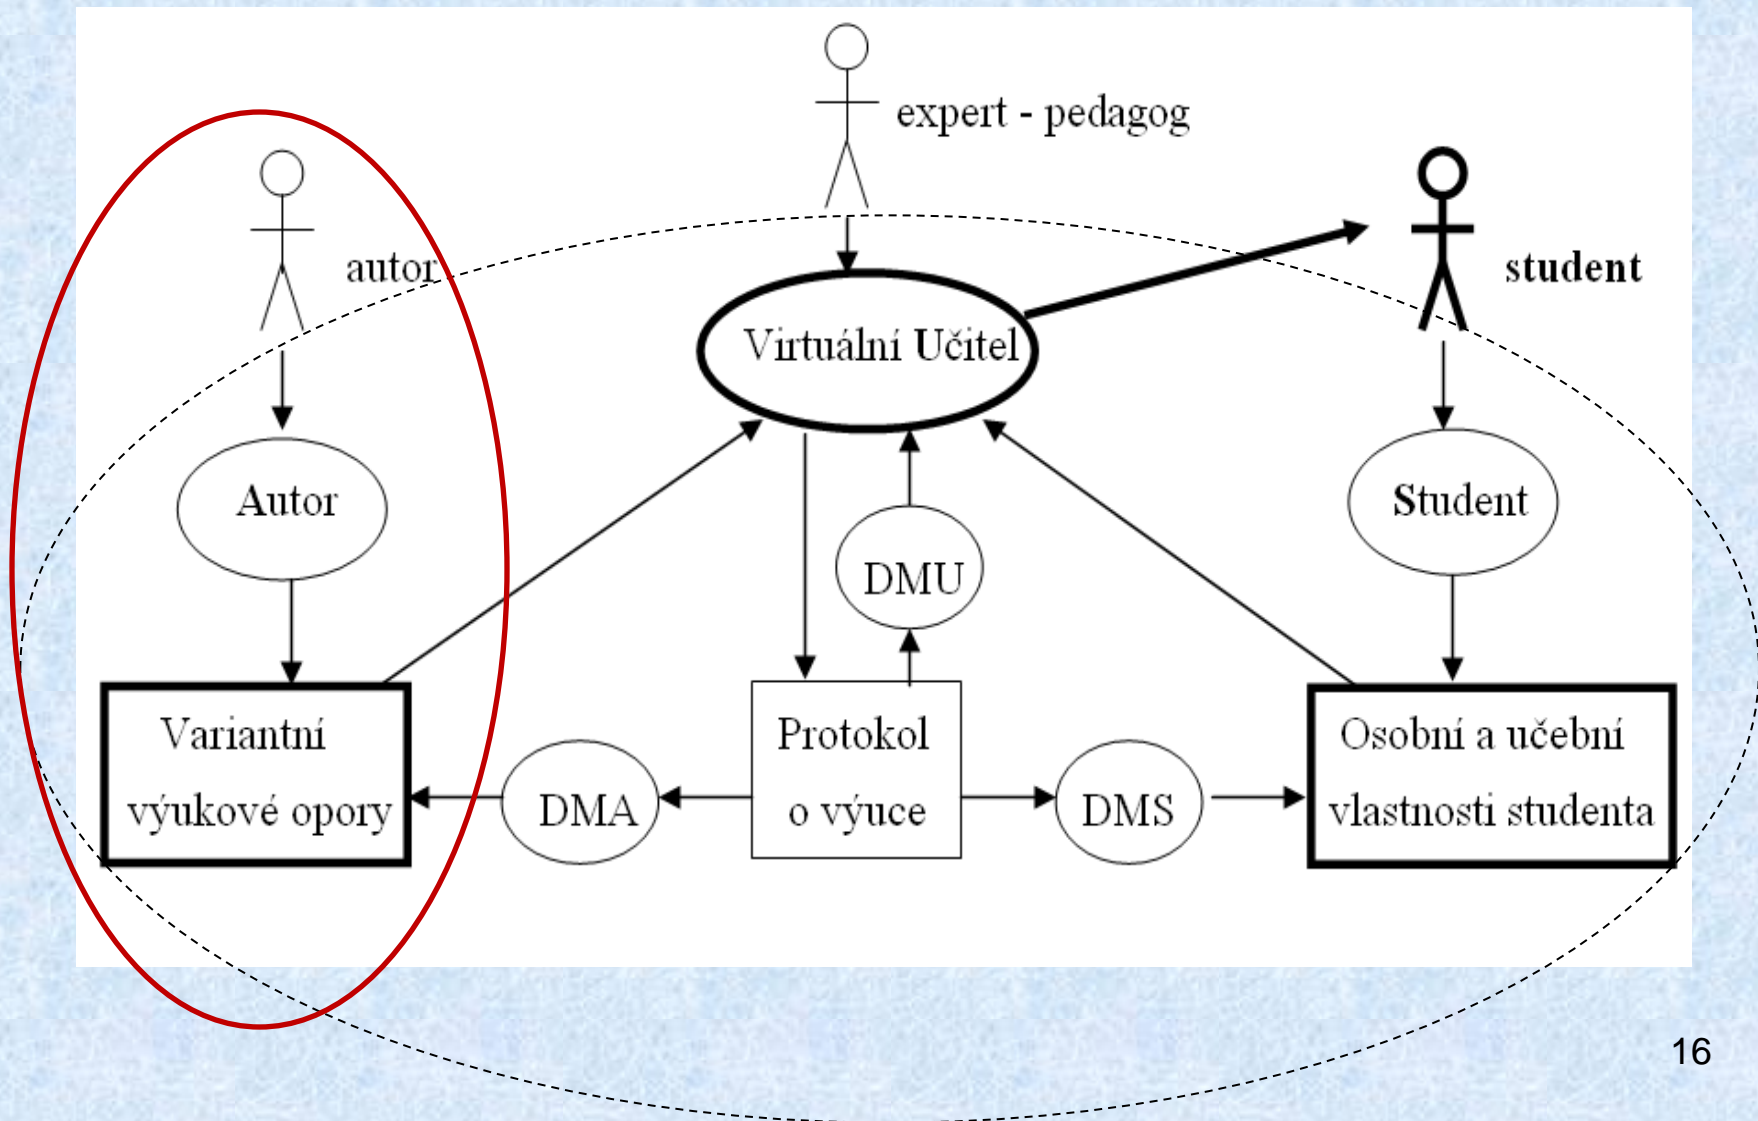 expert - pedagog
autor
student
Virtuální Učitel
Autor
Student
DMU
Variantní
výukové opory
DMA
Protokol
o výuce
DMS
Osobní a učební
vlastnosti studenta
16